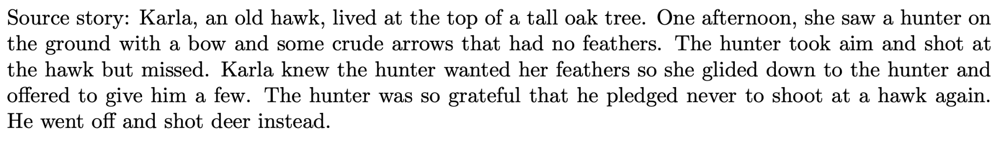 Source story: Karla, an old hawk, lived at the top of a tall oak tree. One afternoon, she saw a hunter on
the ground with a bow and some crude arrows that had no feathers. The hunter took aim and shot at
the hawk but missed. Karla knew the hunter wanted her feathers so she glided down to the hunter and
offered to give him a few. The hunter was so grateful that he pledged never to shoot at a hawk again.
He went off and shot deer instead.